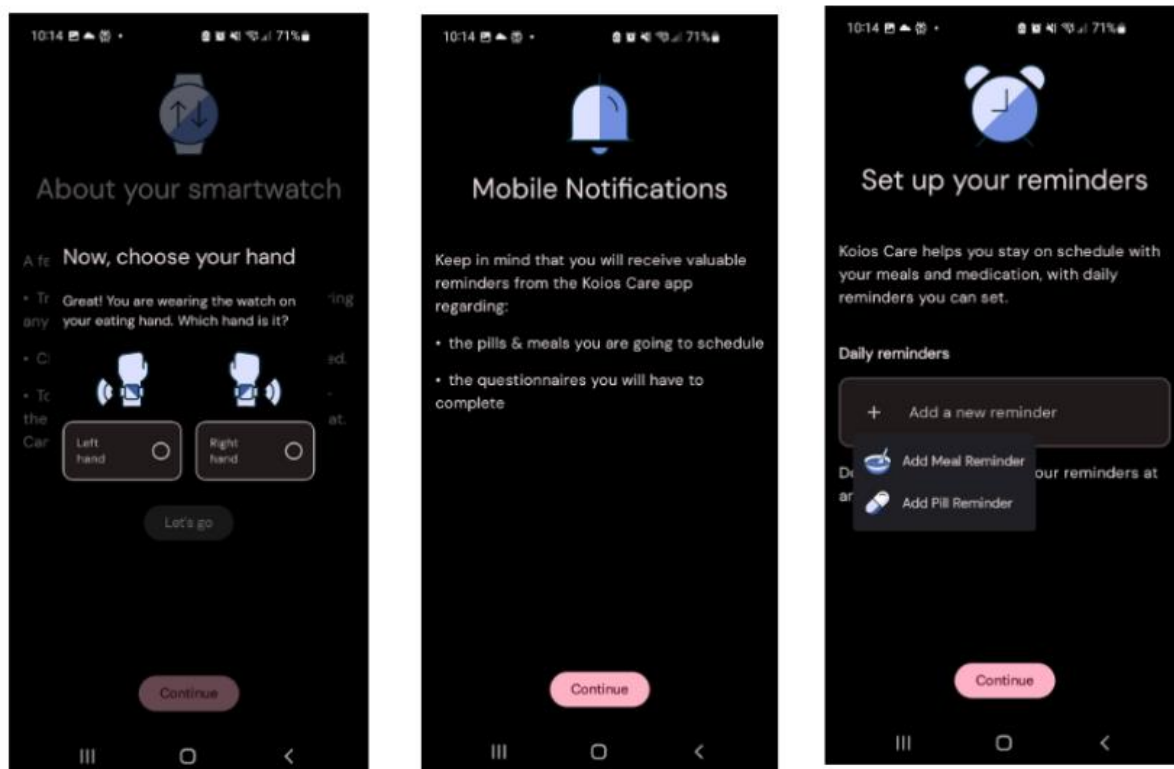 10:14
71%
About your smartwatch
Now, choose your hand
Great! You are wearing the watch on
your eating hand. Which hand is it?
any
the
at.
Left
hand
Right
hand
Let's go
Continue
10:14
71%
Mobile Notifications
Keep in mind that you will receive valuable
reminders from the Koios Care app
regarding:
• the pills & meals you are going to schedule
• the questionnaires you will have to
complete
Continue
10:14
71%
Set up your reminders
Koios Care helps you stay on schedule with
your meals and medication, with daily
reminders you can set.
Daily reminders
+ Add a new reminder
Add Meal Reminder
our reminders at
Add Pill Reminder
Continue